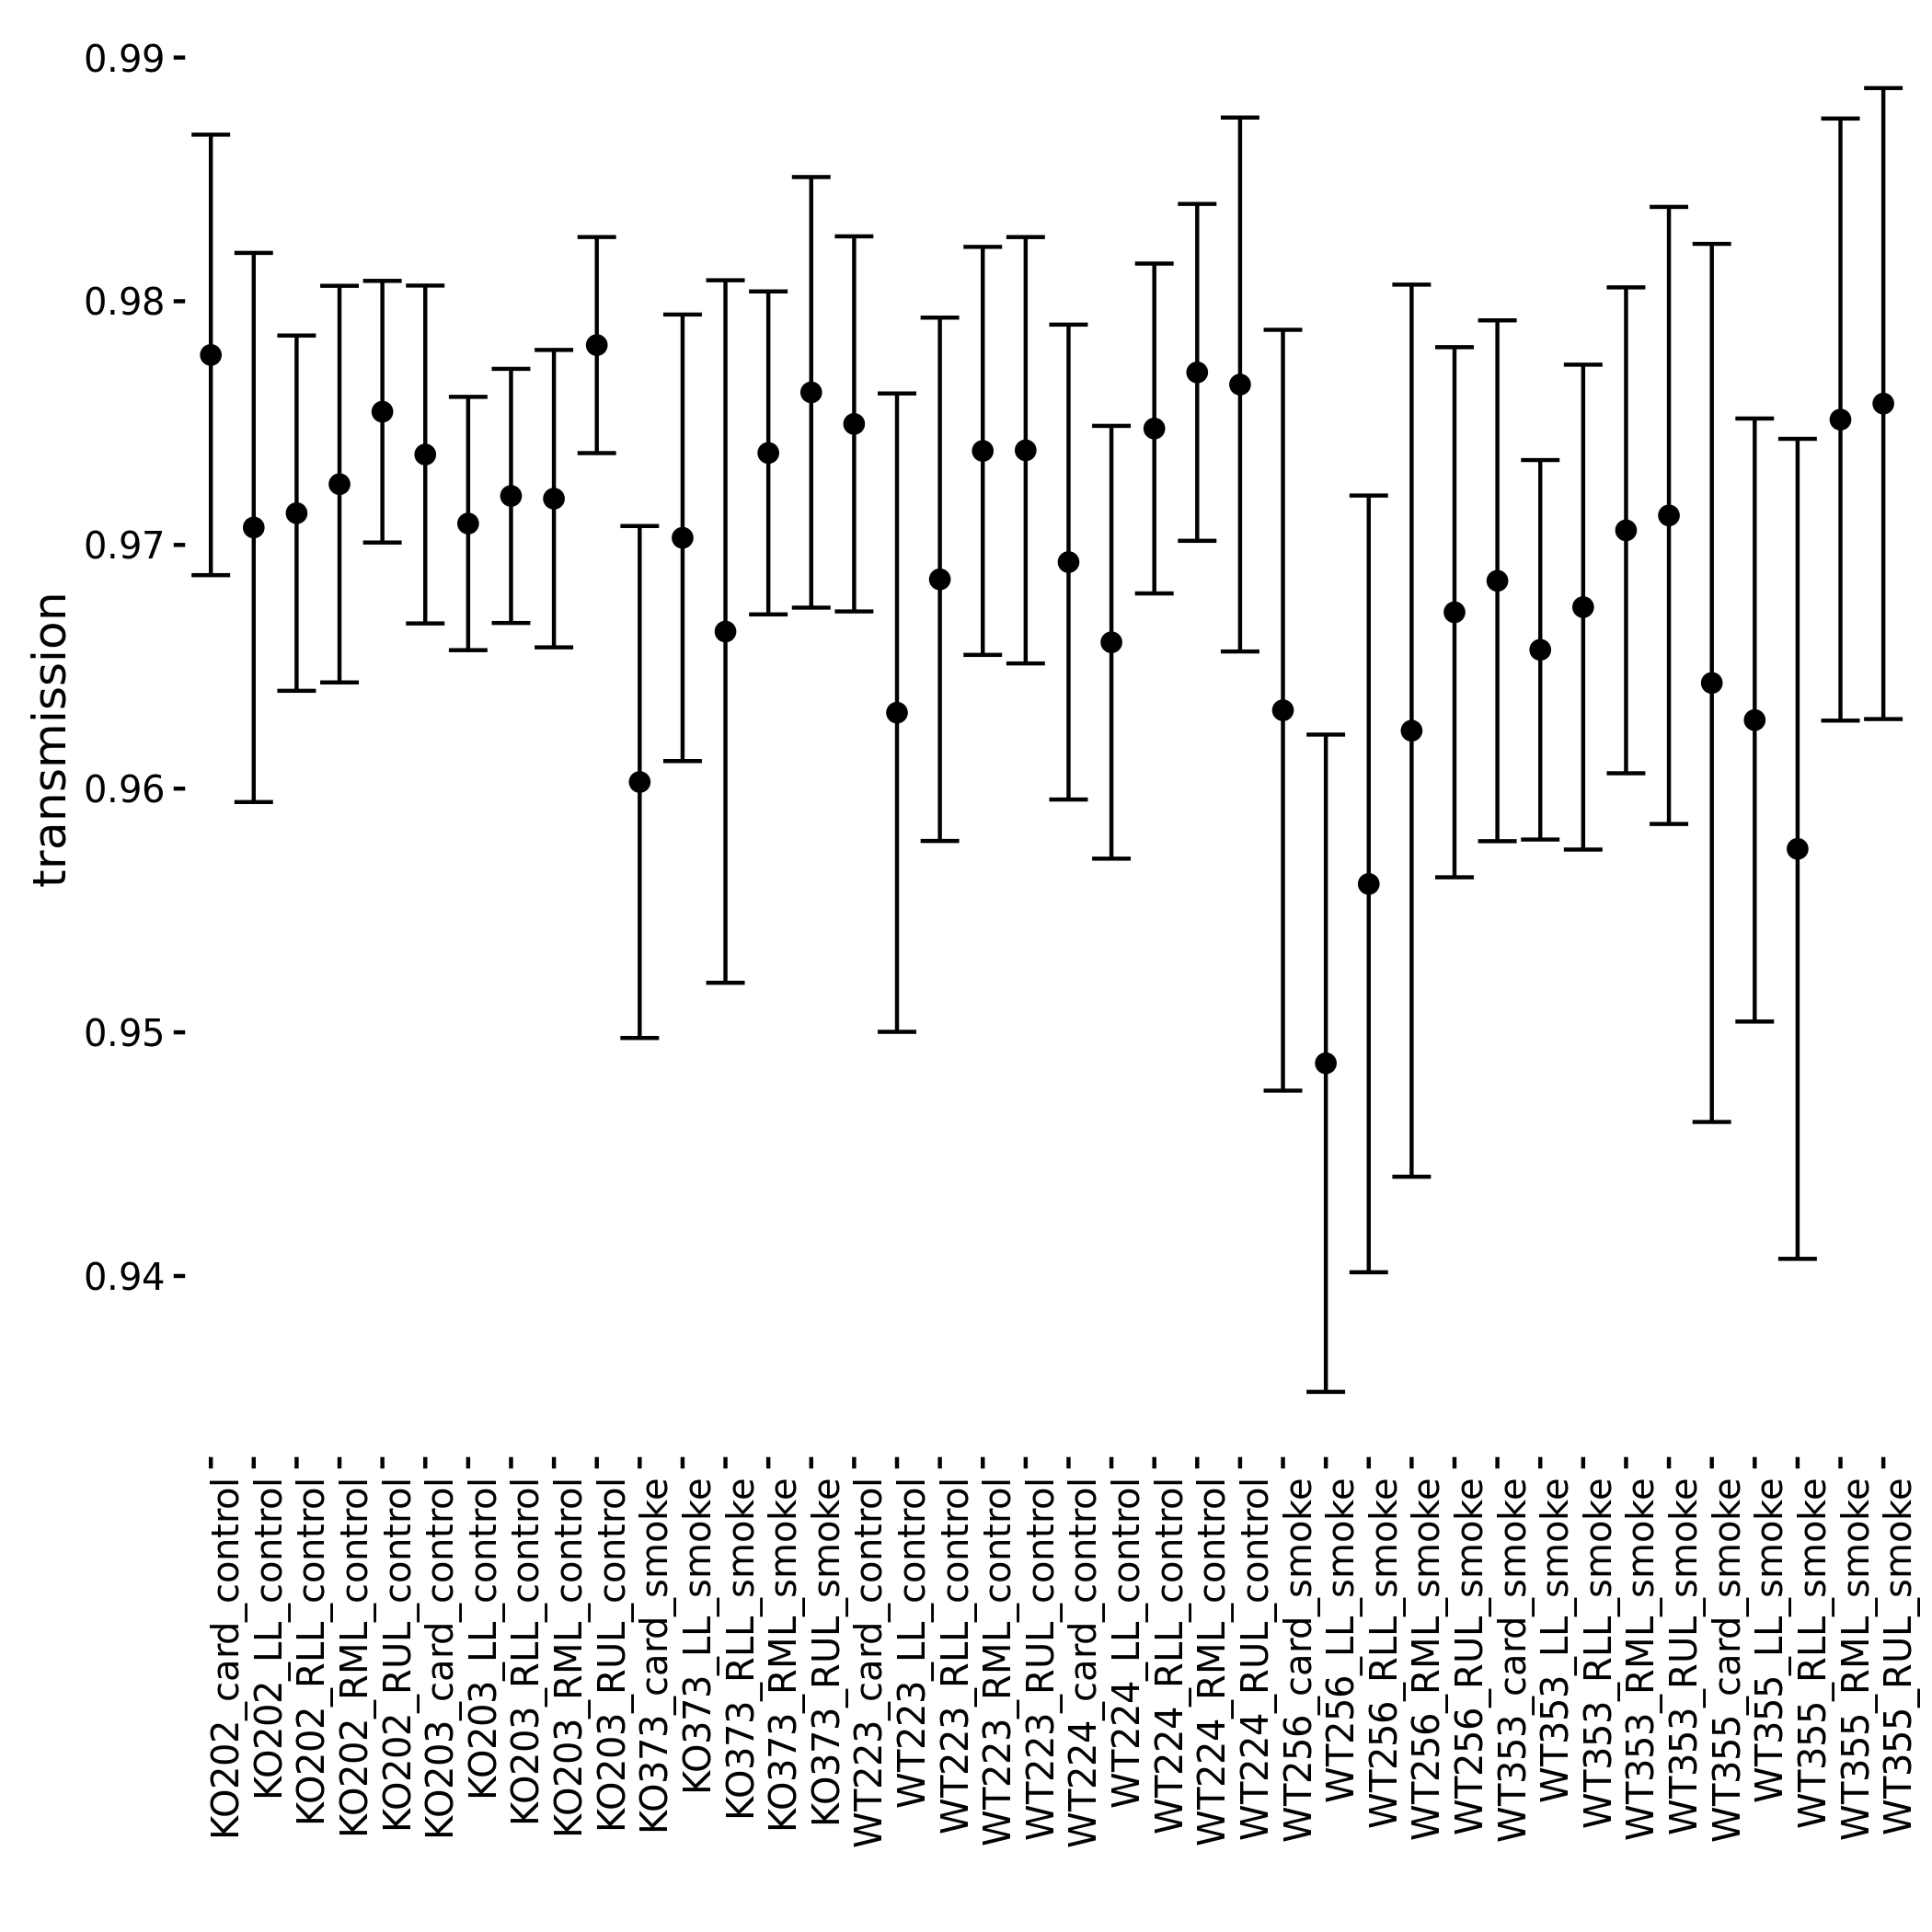 0.99
0.98
0.97
0.96
0.95
0.94
transmission
KO202_card_control
KO202_LL_control
KO202_RLL_control
KO202_RML_control
KO202_RUL_control
KO203_card_control
KO203_LL_control
KO203_RLL_control
KO203_RML_control
KO203_RUL_control
KO373_card_smoke
KO373_LL_smoke
KO373_RLL_smoke
KO373_RML_smoke
KO373_RUL_smoke
WT223_card_control
WT223_LL_control
WT223_RLL_control
WT223_RML_control
WT223_RUL_control
WT224_card_control
WT224_LL_control
WT224_RLL_control
WT224_RML_control
WT224_RUL_control
WT256_card_smoke
WT256_LL_smoke
WT256_RLL_smoke
WT256_RML_smoke
WT256_RUL_smoke
WT353_card_smoke
WT353_LL_smoke
WT353_RLL_smoke
WT353_RML_smoke
WT353_RUL_smoke
WT355_card_smoke
WT355_LL_smoke
WT355_RLL_smoke
WT355_RML_smoke
WT355_RUL_smoke